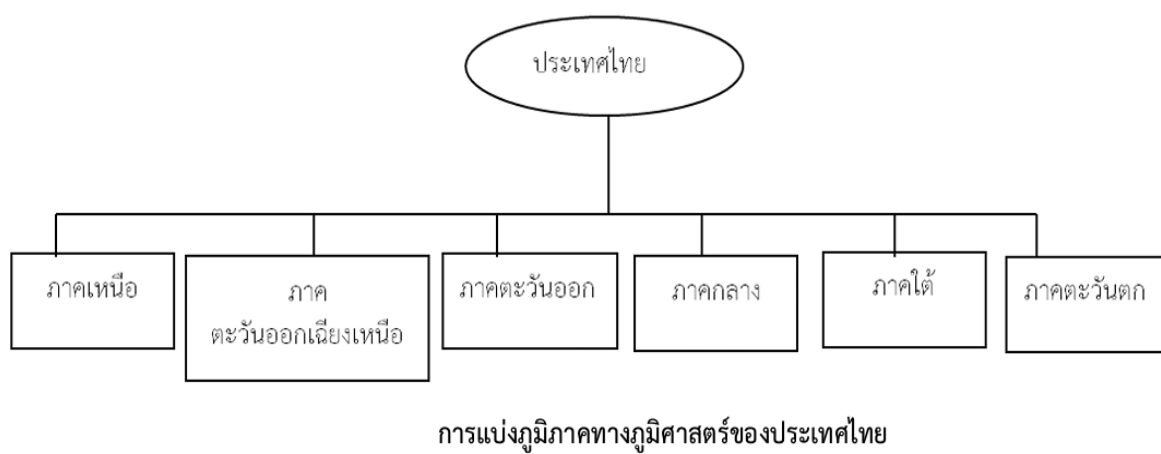 ประเทศไทย
ภาคเหนือ
ภาค
ตะวันออกเฉียงเหนือ
ภาคตะวันออก
ภาคกลาง
ภาคใต้
ภาคตะวันตก
การแบ่งภูมิภาคทางภูมิศาสตร์ของประเทศไทย